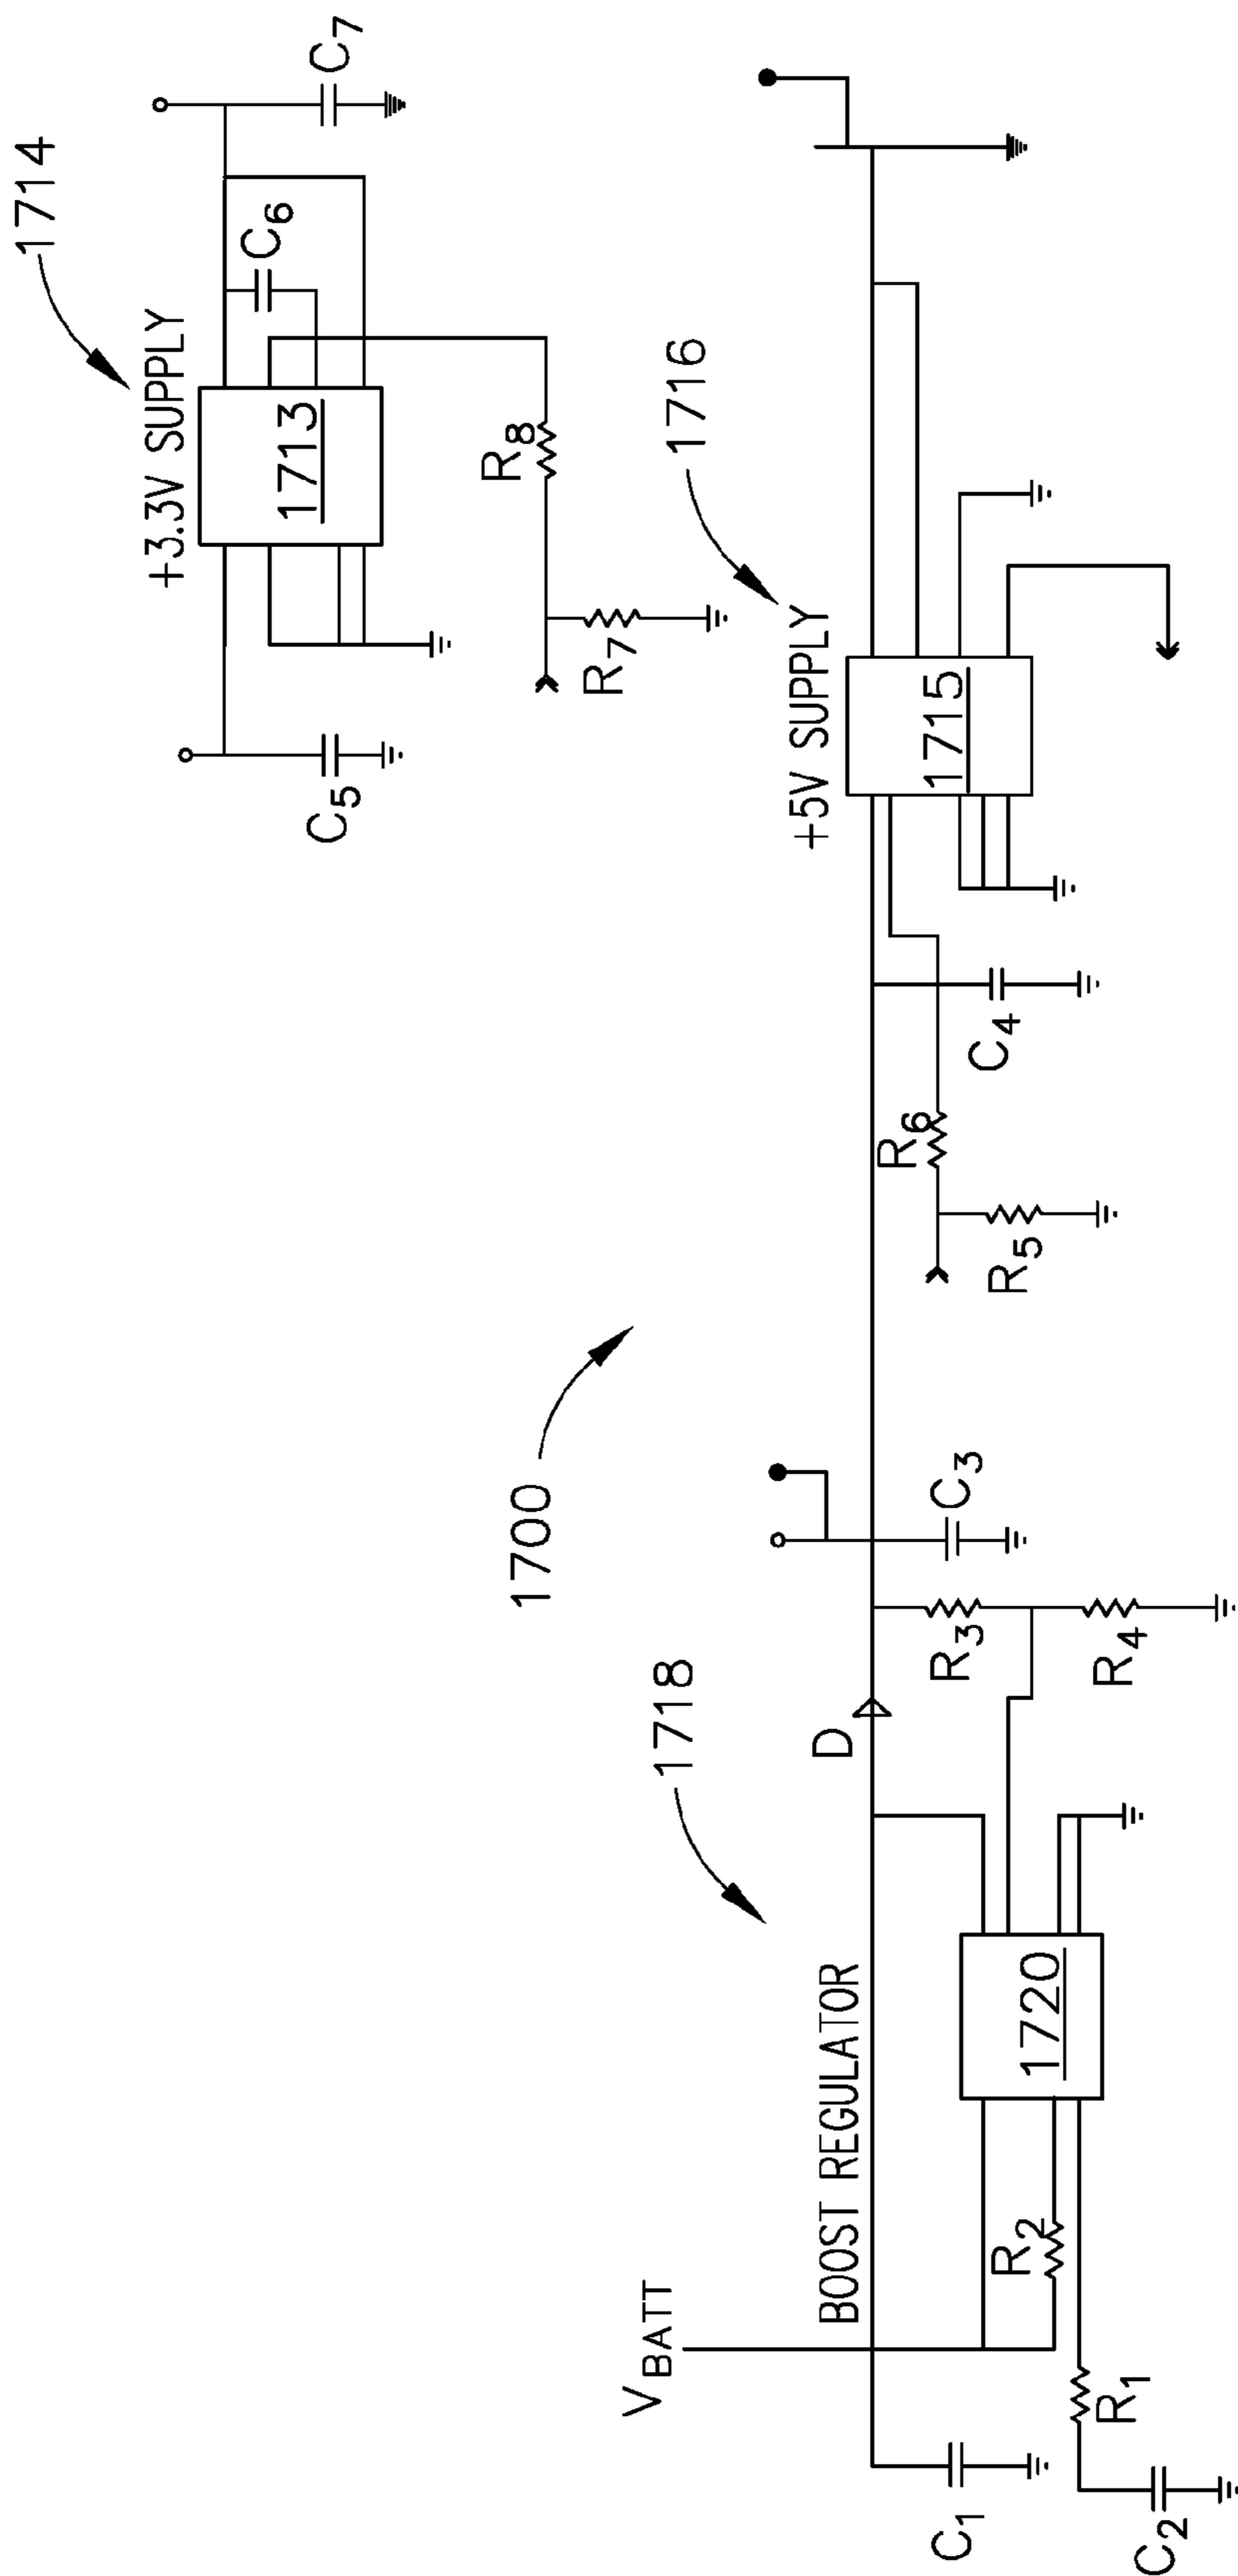 1714
+3.3V SUPPLY
1713
C5
C6
C7
R7
R8
1700
1716
+5V SUPPLY
1715
R5
R6
C4
1718
BOOST REGULATOR
VBATT
1720
D
R3
R4
C3
C1
C2
R1
R2